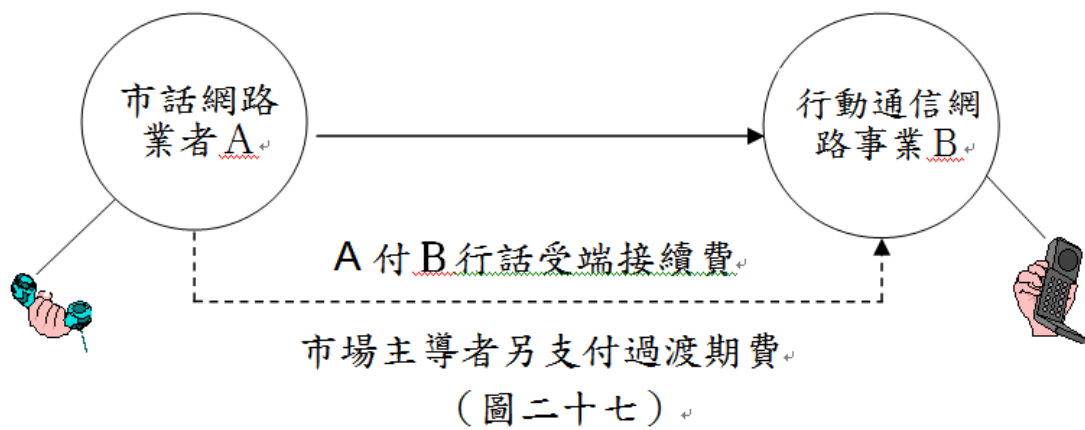 市話網路
業者A
行動通信網
路事業B
A付B行話受端接續費
市場主導者另支付過渡期費
（圖二十七）